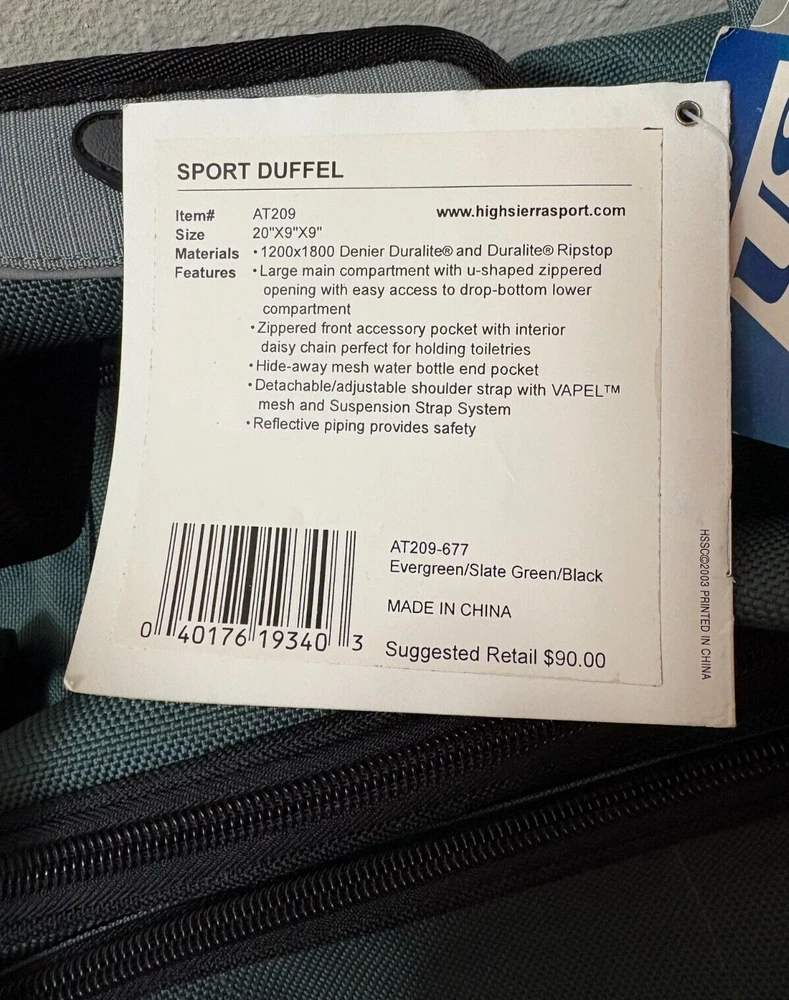 SPORT DUFFEL
Item# AT209 www.highsierrasport.com
Size 20"X9"X9"
Materials • 1200x1800 Denier Duralite® and Duralite® Ripstop
Features • Large main compartment with u-shaped zippered
opening with easy access to drop-bottom lower
compartment
• Zippered front accessory pocket with interior
daisy chain perfect for holding toiletries
• Hide-away mesh water bottle end pocket
• Detachable/adjustable shoulder strap with VAPEL™
mesh and Suspension Strap System
• Reflective piping provides safety
AT209-677
Evergreen/Slate Green/Black
MADE IN CHINA
Suggested Retail $90.00
0 40176 19340 3
HSSC©2003 PRINTED IN CHINA
US